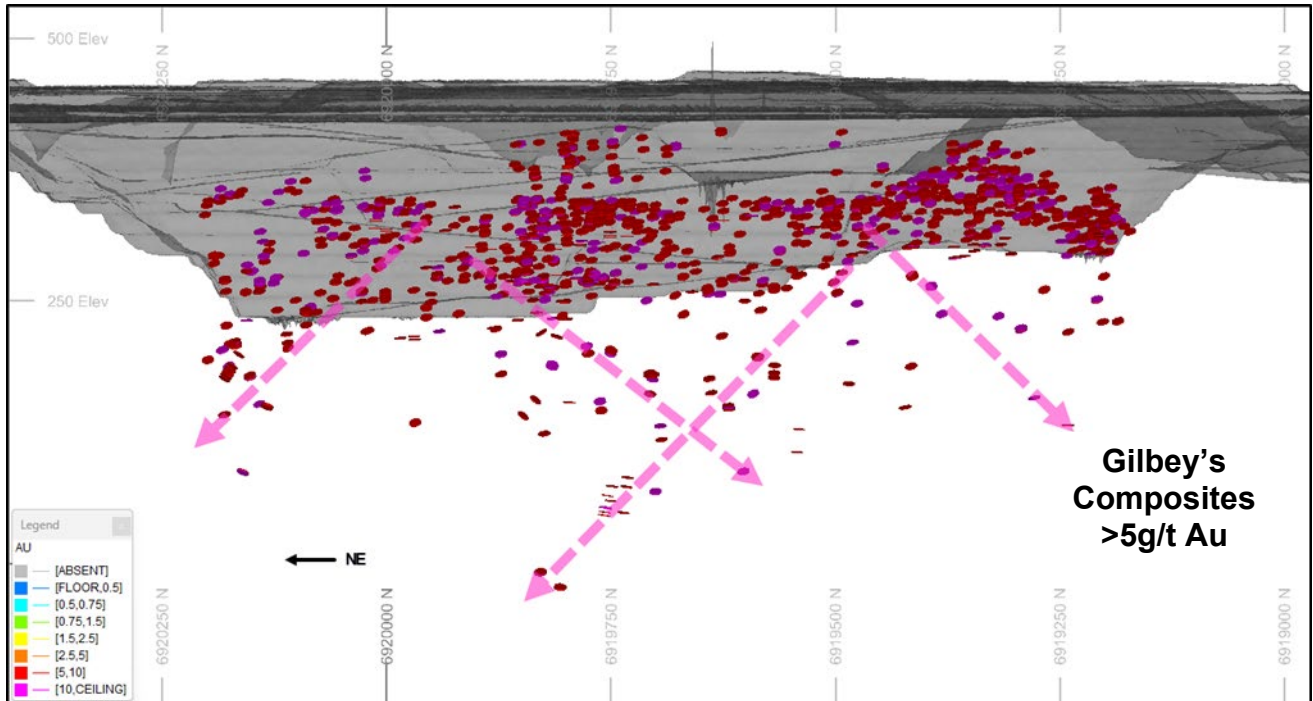 500 Elev
6920250 N
6920000 N
6919750 N
6919250 N
250 Elev
Gilbey's
Composites
>5g/t Au
Legend
AU
[ABSENT]
[FLOOR,0.5]
[0.5,0.75]
[0.75,1.5]
[1.5,2.5]
[2.5,5]
[5,10]
[10,CEILING]
NE
6920250 N
6920000 N
6919750 N
6919500 N
6919250 N
6919000 N